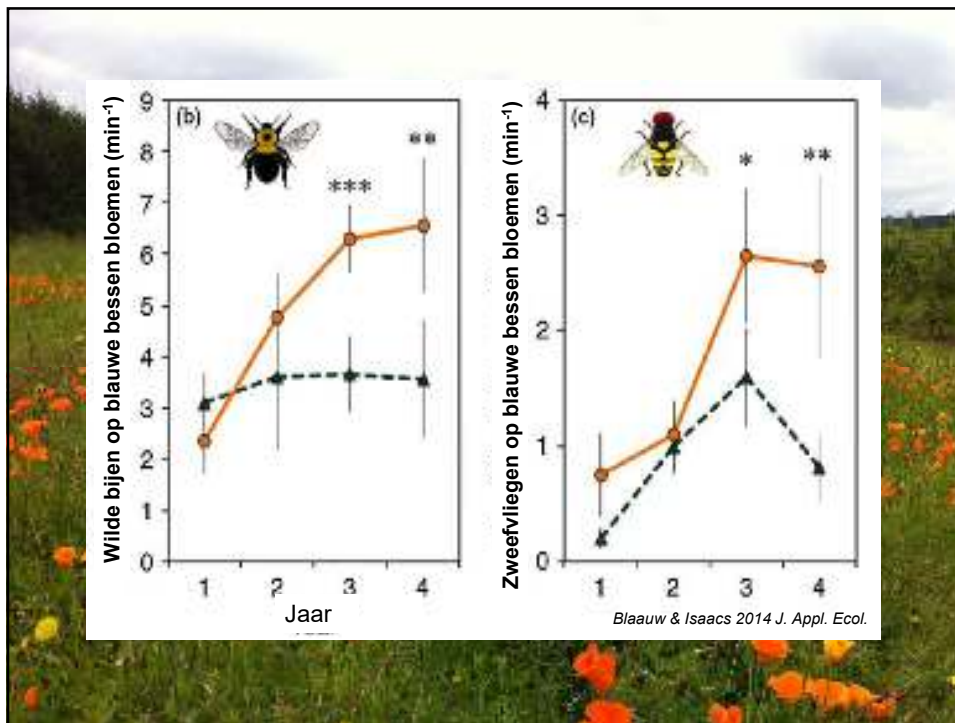 Wilde bijen op blauwe bessen bloemen (min⁻¹)
9
8
7
6
5
4
3
2
1
0
(b)
***
**
1 2 3 4
Jaar
Zweefvliegen op blauwe bessen bloemen (min⁻¹)
4
3
2
1
0
(c)
*
**
1 2 3 4
Blaauw & Isaacs 2014 J. Appl. Ecol.